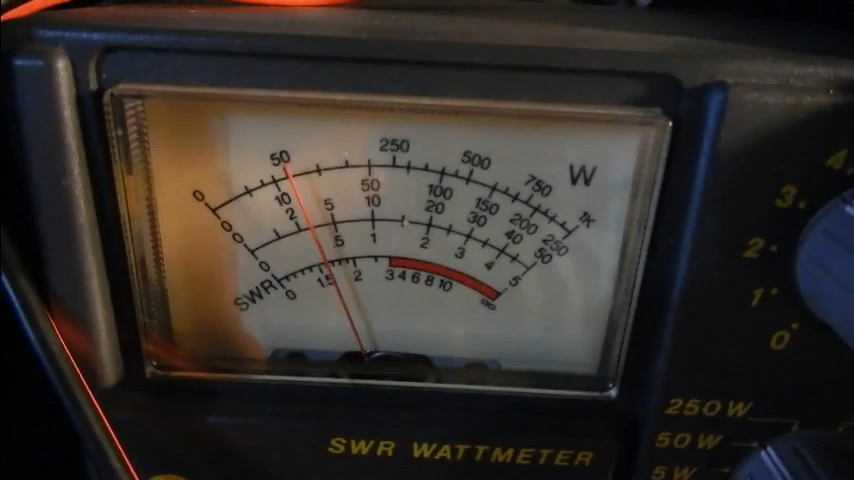 0 50 250 500 750 1k W
0 10 50 100 150 200 250
0 2 5 10 20 30 40 50
0 .5 1 2 3 4 5
SWR 0 1.5 2 3 4 6 8 10 ∞
4
3
2
1
0
SWR WATTMETER
250W
50W
5W